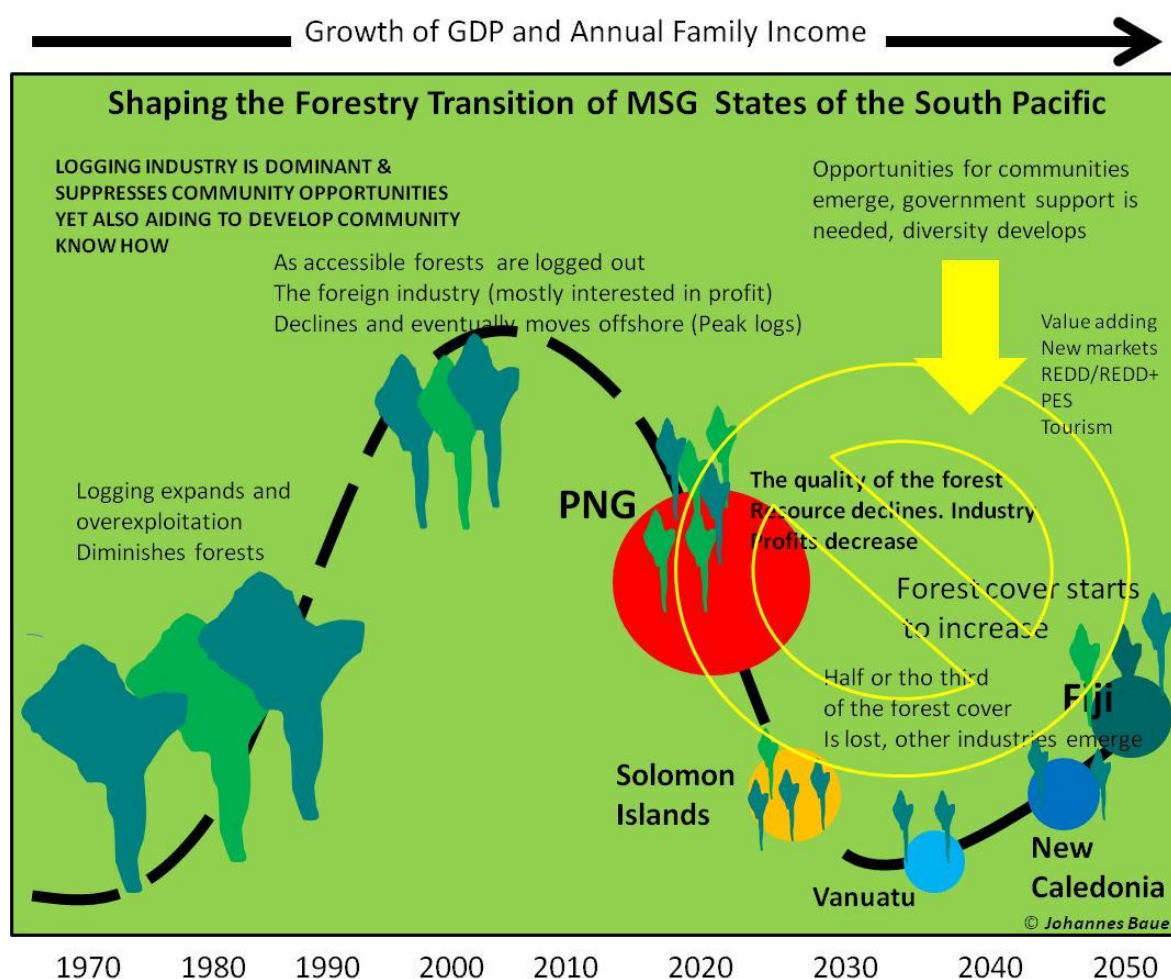 Growth of GDP and Annual Family Income
Shaping the Forestry Transition of MSG States of the South Pacific
LOGGING INDUSTRY IS DOMINANT &
SUPPRESSES COMMUNITY OPPORTUNITIES
YET ALSO AIDING TO DEVELOP COMMUNITY
KNOW HOW
Opportunities for communities
emerge, government support is
needed, diversity develops
As accessible forests are logged out
The foreign industry (mostly interested in profit)
Declines and eventually moves offshore (Peak logs)
Value adding
New markets
REDD/REDD+
PES
Tourism
Logging expands and
overexploitation
Diminishes forests
PNG
The quality of the forest
Resource declines. Industry
Profits decrease
Forest cover starts
to increase
Half or tho third
of the forest cover
Is lost, other industries emerge
Fiji
Solomon
Islands
Vanuatu
New
Caledonia
© Johannes Baue
1970 1980 1990 2000 2010 2020 2030 2040 2050